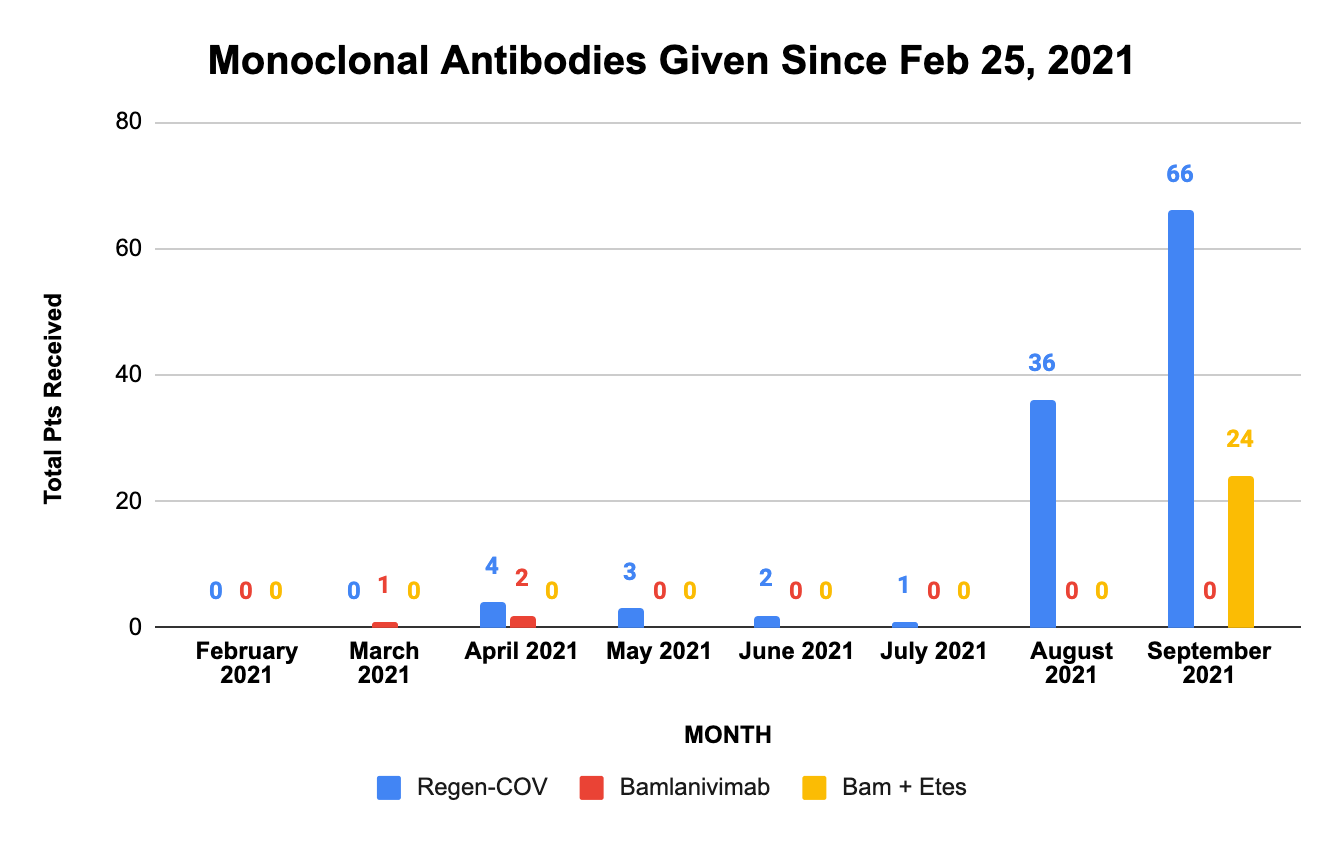 Monoclonal Antibodies Given Since Feb 25, 2021
Total Pts Received
80
60
40
20
0
0 0 0
0 1 0
4 2 0
3 0 0
2 0 0
1 0 0
36 0 0
66 0 24
February 2021
March 2021
April 2021
May 2021
June 2021
July 2021
August 2021
September 2021
MONTH
Regen-COV
Bamlanivimab
Bam + Etes